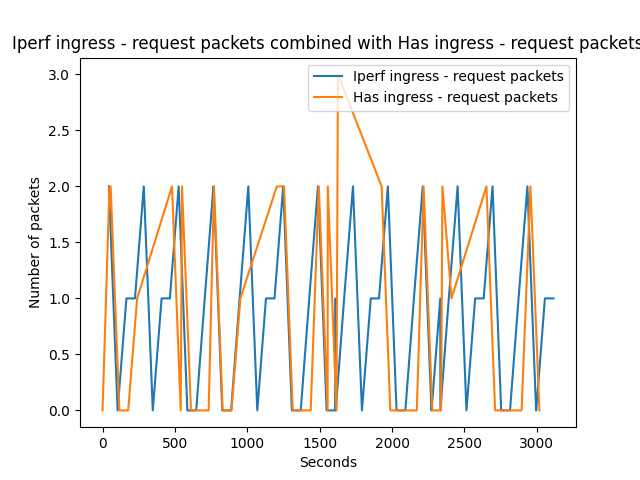 Iperf ingress - request packets combined with Has ingress - request packets
Iperf ingress - request packets
Has ingress - request packets
Number of packets
3.0
2.5
2.0
1.5
1.0
0.5
0.0
0 500 1000 1500 2000 2500 3000
Seconds